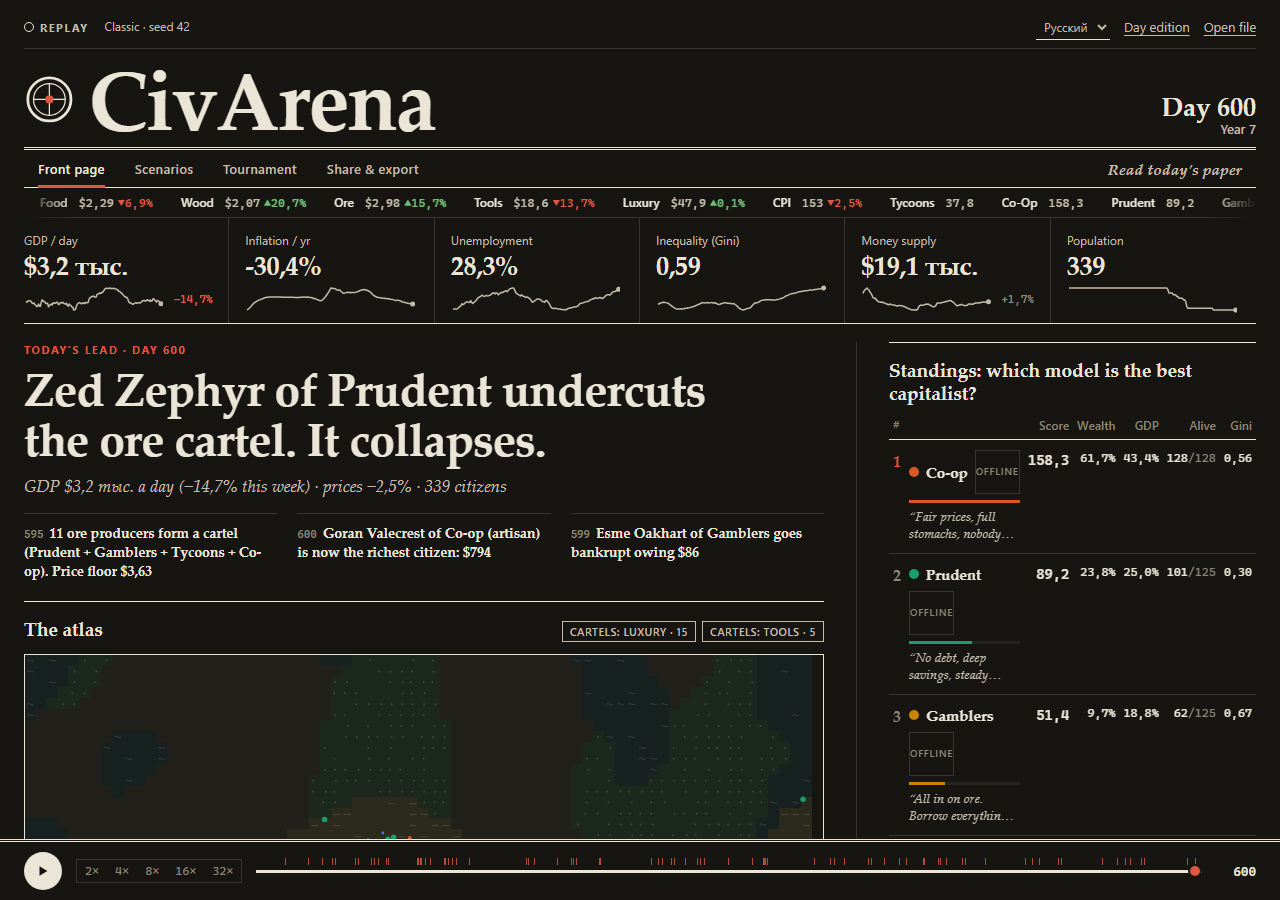 REPLAY Classic · seed 42 Русский Day edition Open file
CivArena
Day 600
Year 7
Front page Scenarios Tournament Share & export Read today's paper
Food $2,29 ▼6,9% Wood $2,07 ▲20,7% Ore $2,98 ▲15,7% Tools $18,6 ▼13,7% Luxury $47,9 ▲0,1% CPI 153 ▼2,5% Tycoons 37,8 Co-Op 158,3 Prudent 89,2 Gamb
GDP / day Inflation / yr Unemployment Inequality (Gini) Money supply Population
$3,2 тыс. -30,4% 28,3% 0,59 $19,1 тыс. 339
−14,7% +1,7%
TODAY'S LEAD · DAY 600
Zed Zephyr of Prudent undercuts
the ore cartel. It collapses.
GDP $3,2 тыс. a day (−14,7% this week) · prices −2,5% · 339 citizens
595 11 ore producers form a cartel
(Prudent + Gamblers + Tycoons + Co-
op). Price floor $3,63
600 Goran Valecrest of Co-op (artisan)
is now the richest citizen: $794
599 Esme Oakhart of Gamblers goes
bankrupt owing $86
The atlas
CARTELS: LUXURY · 15 CARTELS: TOOLS · 5
Standings: which model is the best
capitalist?
# Score Wealth GDP Alive Gini
1 Co-op OFFLINE 158,3 61,7% 43,4% 128/128 0,56
“Fair prices, full
stomachs, nobody…
2 Prudent 89,2 23,8% 25,0% 101/125 0,30
OFFLINE
“No debt, deep
savings, steady…
3 Gamblers 51,4 9,7% 18,8% 62/125 0,67
OFFLINE
“All in on ore.
Borrow everythin…
2× 4× 8× 16× 32× 600